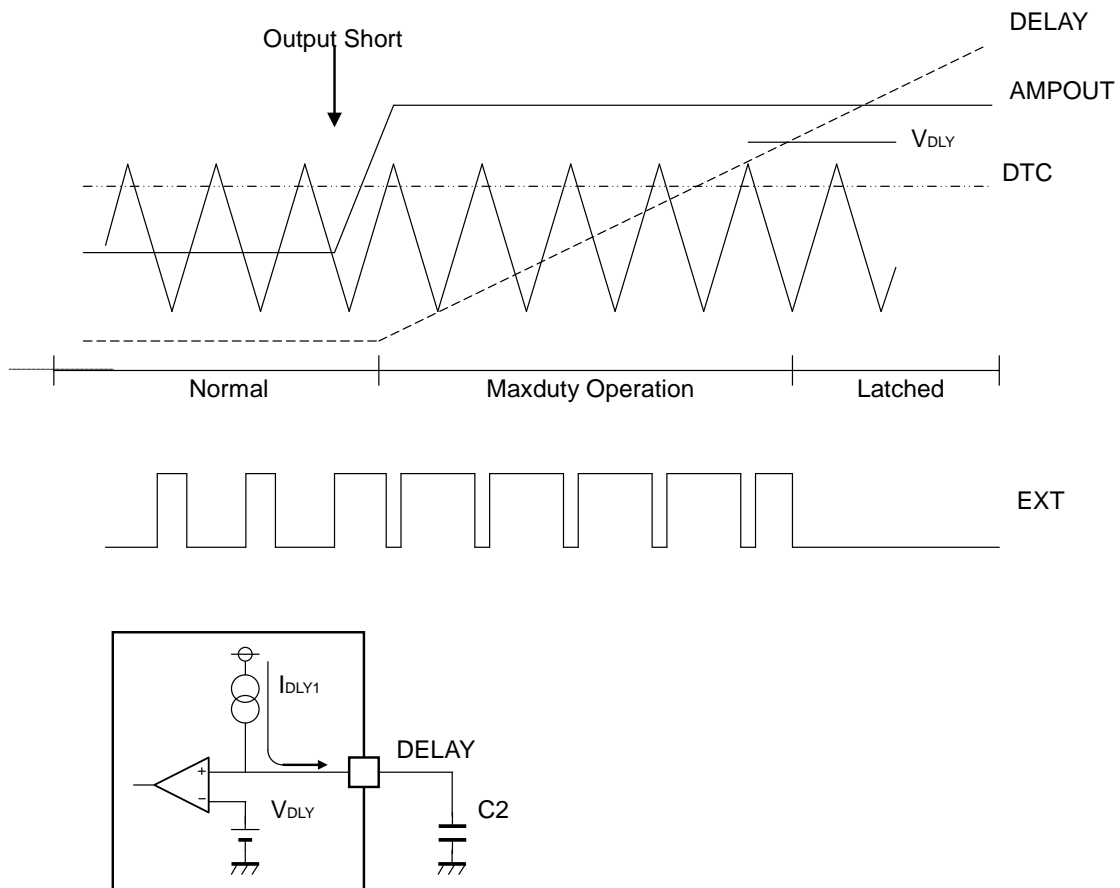 DELAY
Output Short
AMPOUT
VDLY
DTC
Normal
Maxduty Operation
Latched
EXT
IDLY1
DELAY
+
−
VDLY
C2